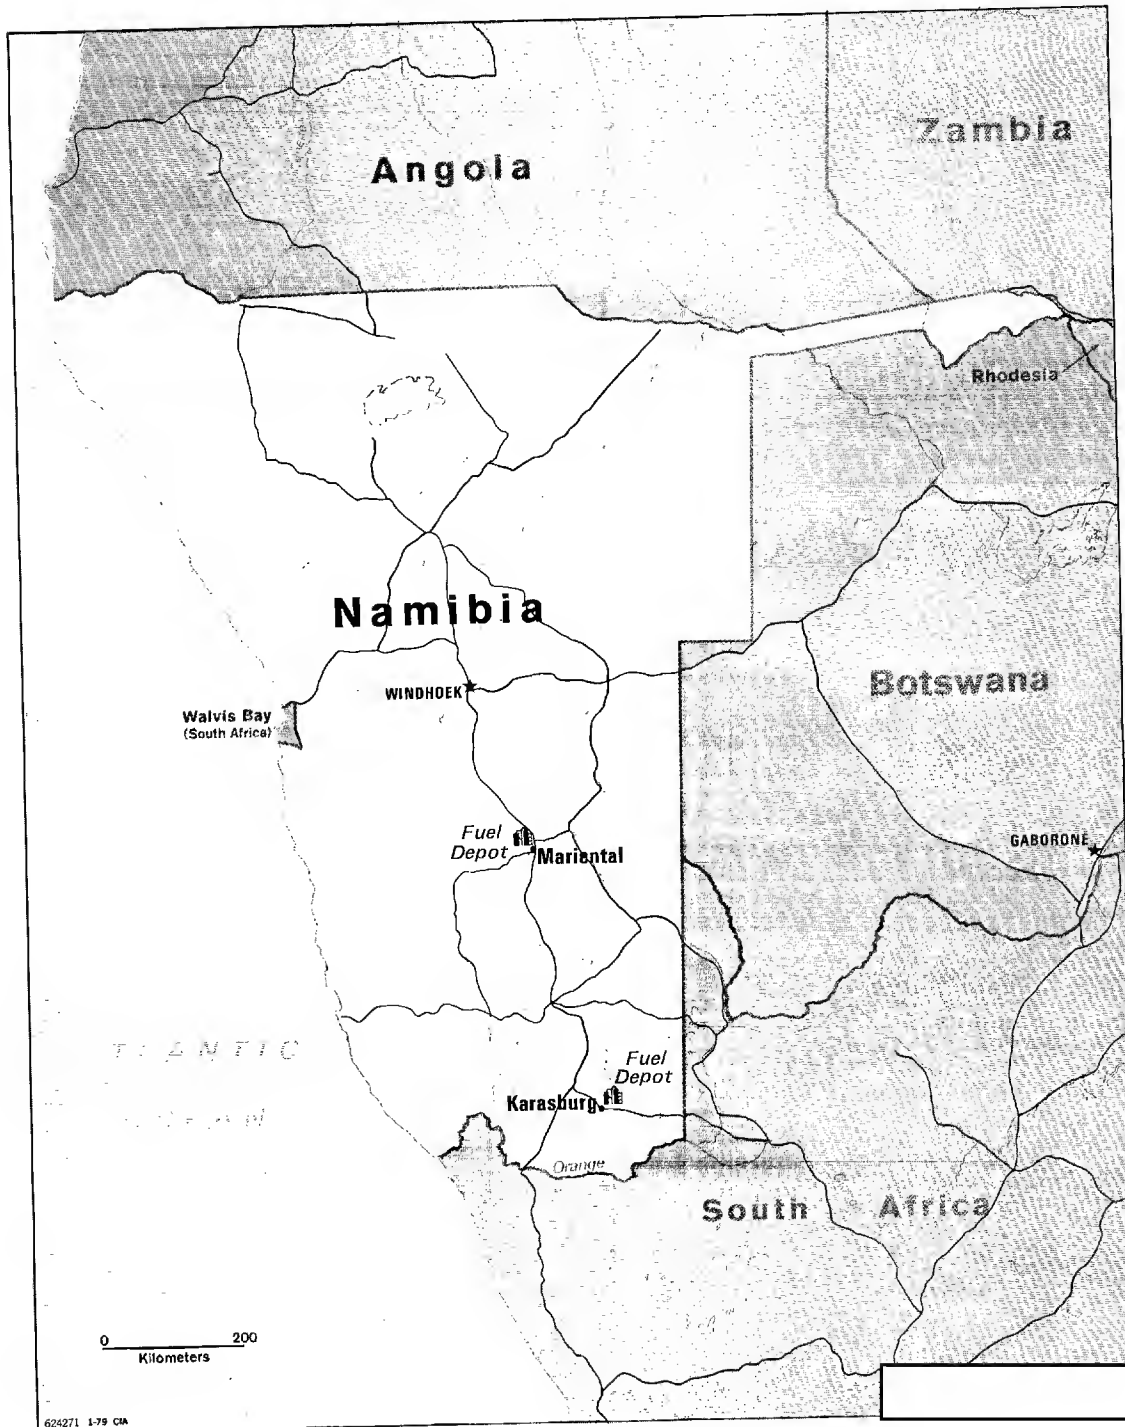 Angola
Zambia
Rhodesia
Namibia
WINDHOEK
Botswana
Walvis Bay
(South Africa)
Fuel
Depot
Mariental
GABORONE
Fuel
Depot
Karasburg
Orange
South Africa
0 200
Kilometers
624271 1-79 CIA